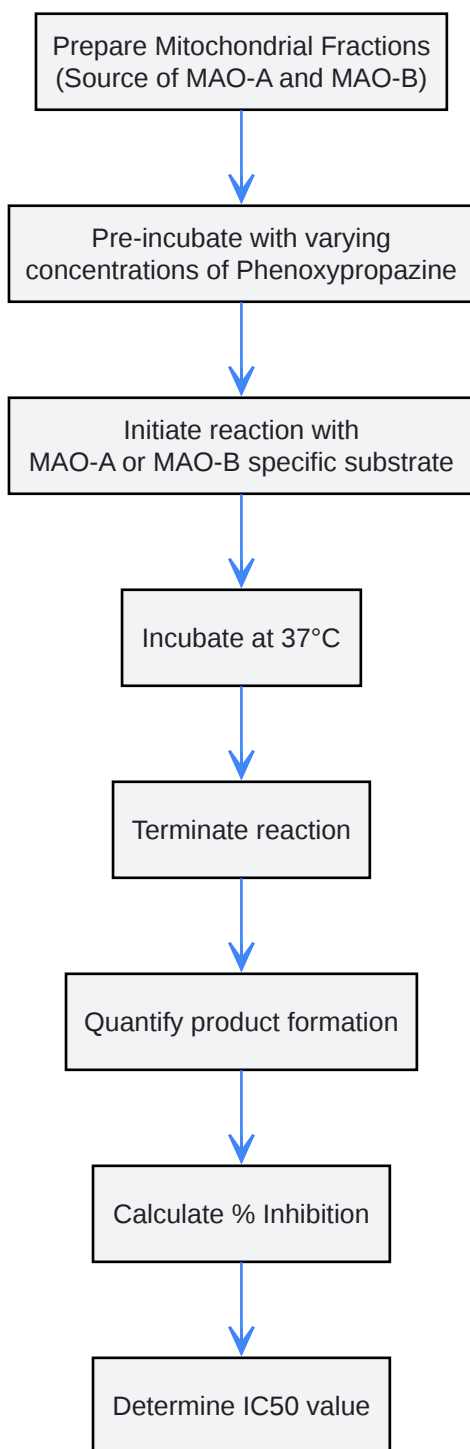 Prepare Mitochondrial Fractions
(Source of MAO-A and MAO-B)
Pre-incubate with varying
concentrations of Phenoxypropazine
Initiate reaction with
MAO-A or MAO-B specific substrate
Incubate at 37°C
Terminate reaction
Quantify product formation
Calculate % Inhibition
Determine IC50 value